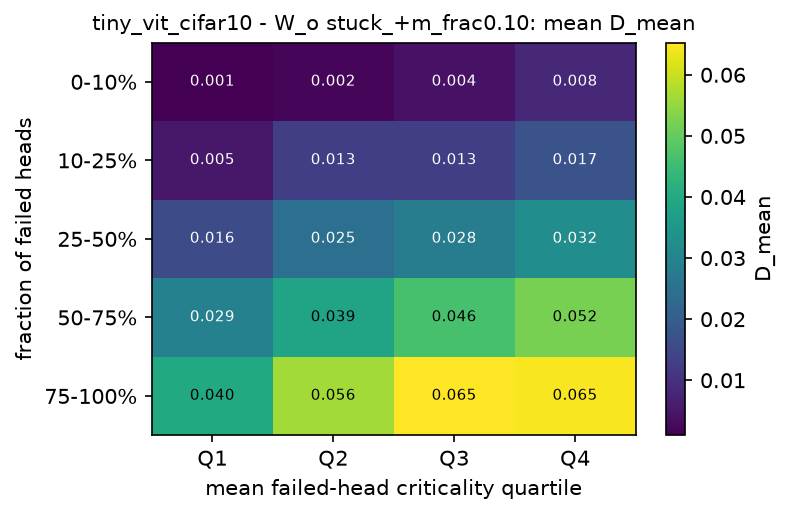 tiny_vit_cifar10 - W_o stuck_+m_frac0.10: mean D_mean
fraction of failed heads
0-10% 0.001 0.002 0.004 0.008
10-25% 0.005 0.013 0.013 0.017
25-50% 0.016 0.025 0.028 0.032
50-75% 0.029 0.039 0.046 0.052
75-100% 0.040 0.056 0.065 0.065
Q1 Q2 Q3 Q4
mean failed-head criticality quartile
0.06
0.05
0.04
0.03
0.02
0.01
D_mean